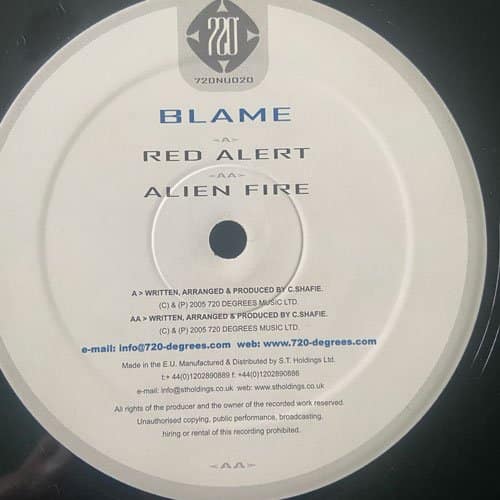 720
720NU020
BLAME
-A-
RED ALERT
-AA-
ALIEN FIRE
A > WRITTEN, ARRANGED & PRODUCED BY C.SHAFIE.
(C) & (P) 2005 720 DEGREES MUSIC LTD.
AA > WRITTEN, ARRANGED & PRODUCED BY C.SHAFIE.
(C) & (P) 2005 720 DEGREES MUSIC LTD.
e-mail: info@720-degrees.com web: www.720-degrees.com
Made in the E.U. Manufactured & Distributed by S.T. Holdings Ltd.
t:+ 44(0)1202890889 f: +44(0)1202890886
e-mail: info@stholdings.co.uk web: www.stholdings.co.uk
All rights of the producer and the owner of the recorded work reserved.
Unauthorised copying, public performance, broadcasting.
hiring or rental of this recording prohibited.
-AA-